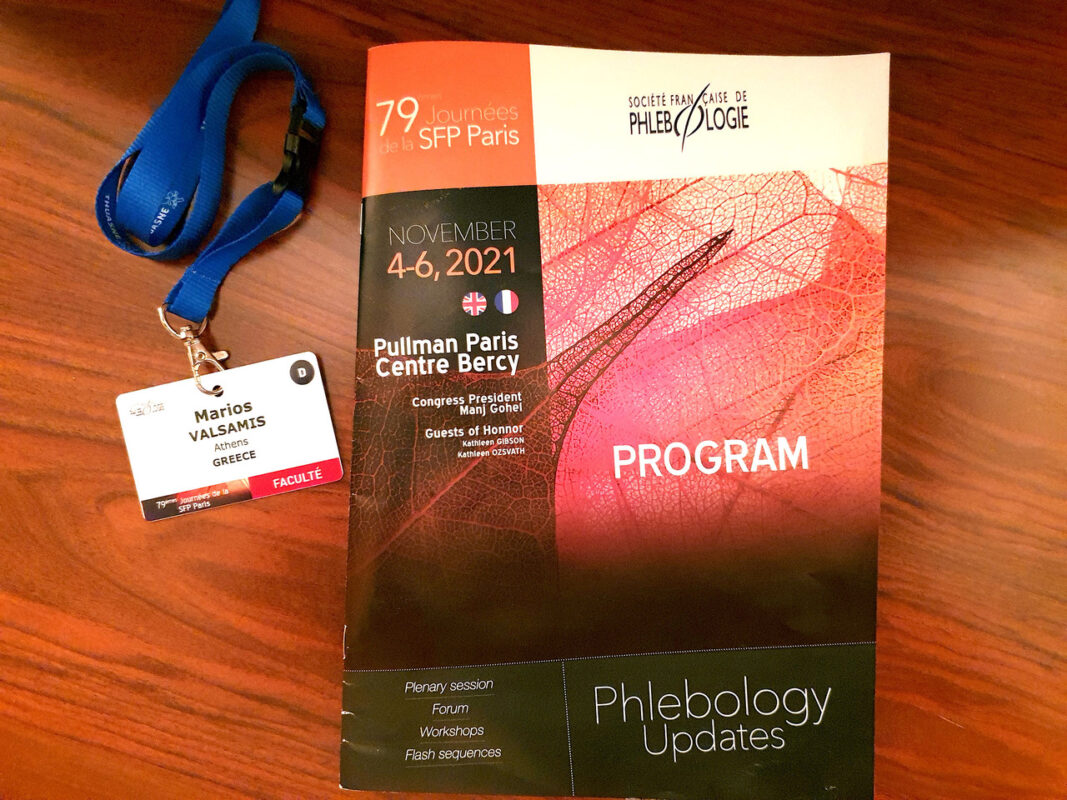 THUASNE
UASNE
D
Marios
VALSAMIS
Athens
GREECE
FACULTÉ
79èmes Journées de la
SFP Paris
79èmes Journées
de la SFP Paris
SOCIÉTÉ FRANÇAISE DE
PHLEBOLOGIE
NOVEMBER
4-6, 2021
Pullman Paris
Centre Bercy
Congress President
Manj Gohel
Guests of Honnor
Kathleen GIBSON
Kathleen OZSVATH
PROGRAM
Plenary session
Forum
Workshops
Flash sequences
Phlebology
Updates